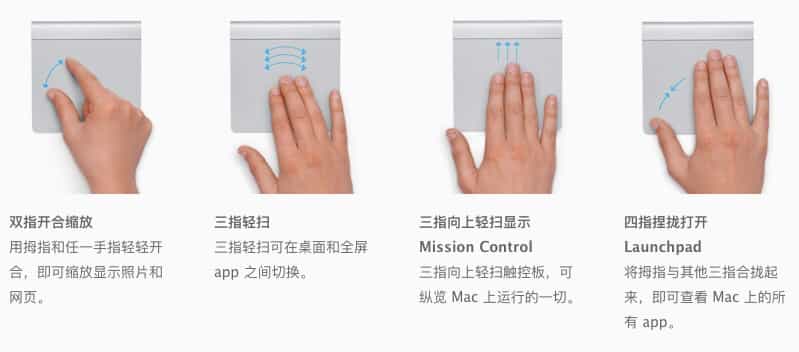 双指开合缩放
用拇指和任一手指轻轻开
合，即可缩放显示照片和
网页。
三指轻扫
三指轻扫可在桌面和全屏
app 之间切换。
三指向上轻扫显示
Mission Control
三指向上轻扫触控板，可
纵览 Mac 上运行的一切。
四指捏拢打开
Launchpad
将拇指与其他三指合拢起
来，即可查看 Mac 上的所
有 app。